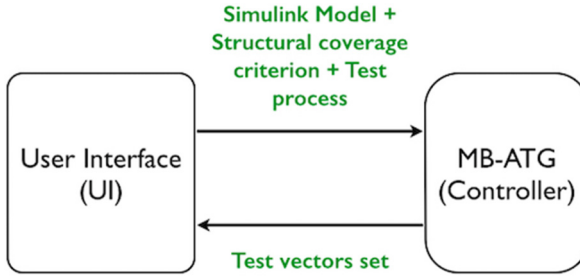 Simulink Model +
Structural coverage
criterion + Test
process
User Interface
(UI)
MB-ATG
(Controller)
Test vectors set